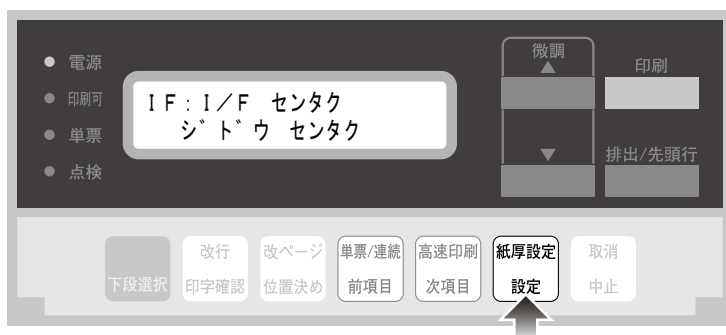 電源
印刷可
単票
点検
IF:I/F センタク
ジドウ センタク
微調
▲
▼
印刷
排出/先頭行
下段選択
改行
印字確認
改ページ
位置決め
単票/連続
前項目
高速印刷
次項目
紙厚設定
設定
取消
中止